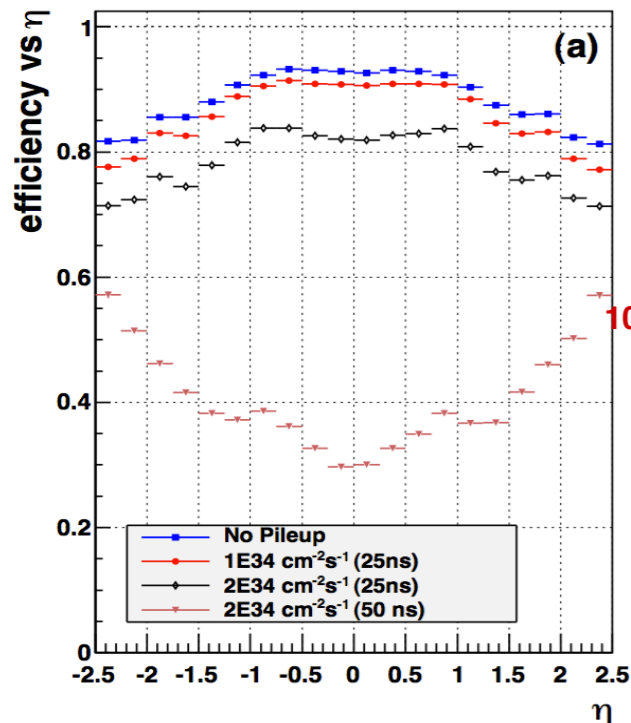 efficiency vs η
(a)
1
0.8
0.6
0.4
0.2
0
10
No Pileup
1E34 cm⁻²s⁻¹ (25ns)
2E34 cm⁻²s⁻¹ (25ns)
2E34 cm⁻²s⁻¹ (50 ns)
-2.5 -2 -1.5 -1 -0.5 0 0.5 1 1.5 2 2.5
η